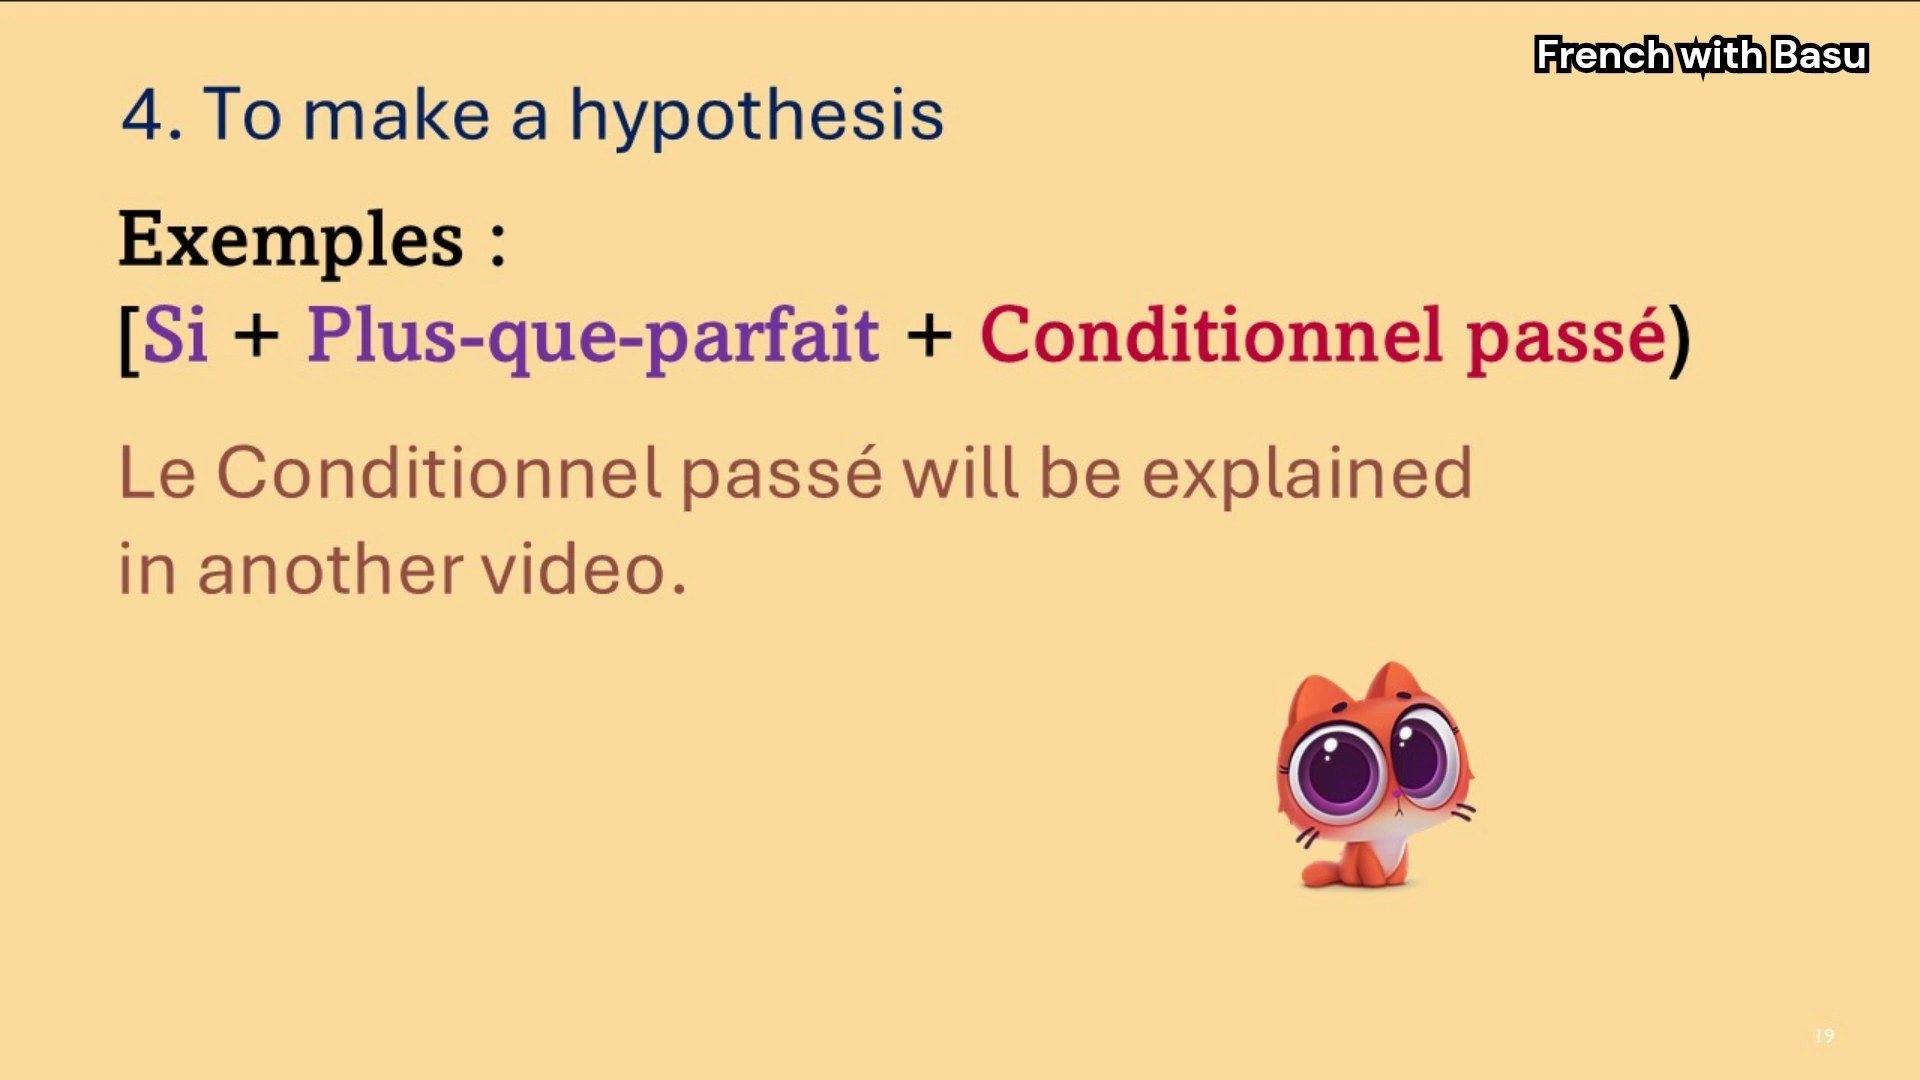 French with Basu
4. To make a hypothesis
Exemples :
[Si + Plus-que-parfait + Conditionnel passé)
Le Conditionnel passé will be explained
in another video.
19